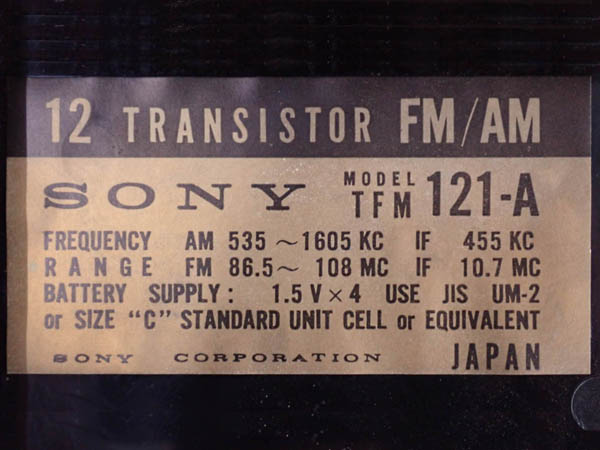 12 TRANSISTOR FM/AM
SONY MODEL TFM 121-A
FREQUENCY AM 535 ~ 1605 KC IF 455 KC
RANGE FM 86.5 ~ 108 MC IF 10.7 MC
BATTERY SUPPLY : 1.5 V × 4 USE JIS UM-2
or SIZE “C” STANDARD UNIT CELL or EQUIVALENT
SONY CORPORATION JAPAN